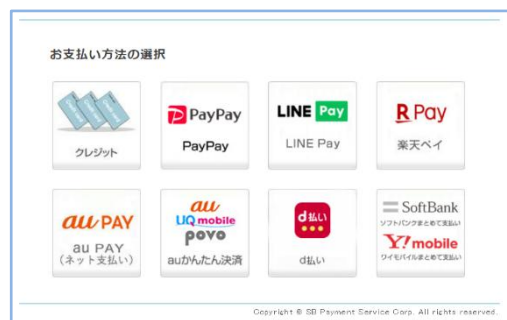 お支払い方法の選択
クレジット
PayPay
PayPay
LINE Pay
LINE Pay
R Pay
楽天ペイ
au PAY
au PAY
(ネット支払い)
au
UQ mobile
povo
auかんたん決済
d払い
d払い
SoftBank
ソフトバンクまとめて支払い
Y!mobile
ワイモバイルまとめて支払い
Copyright © SB Payment Service Corp. All rights reserved.